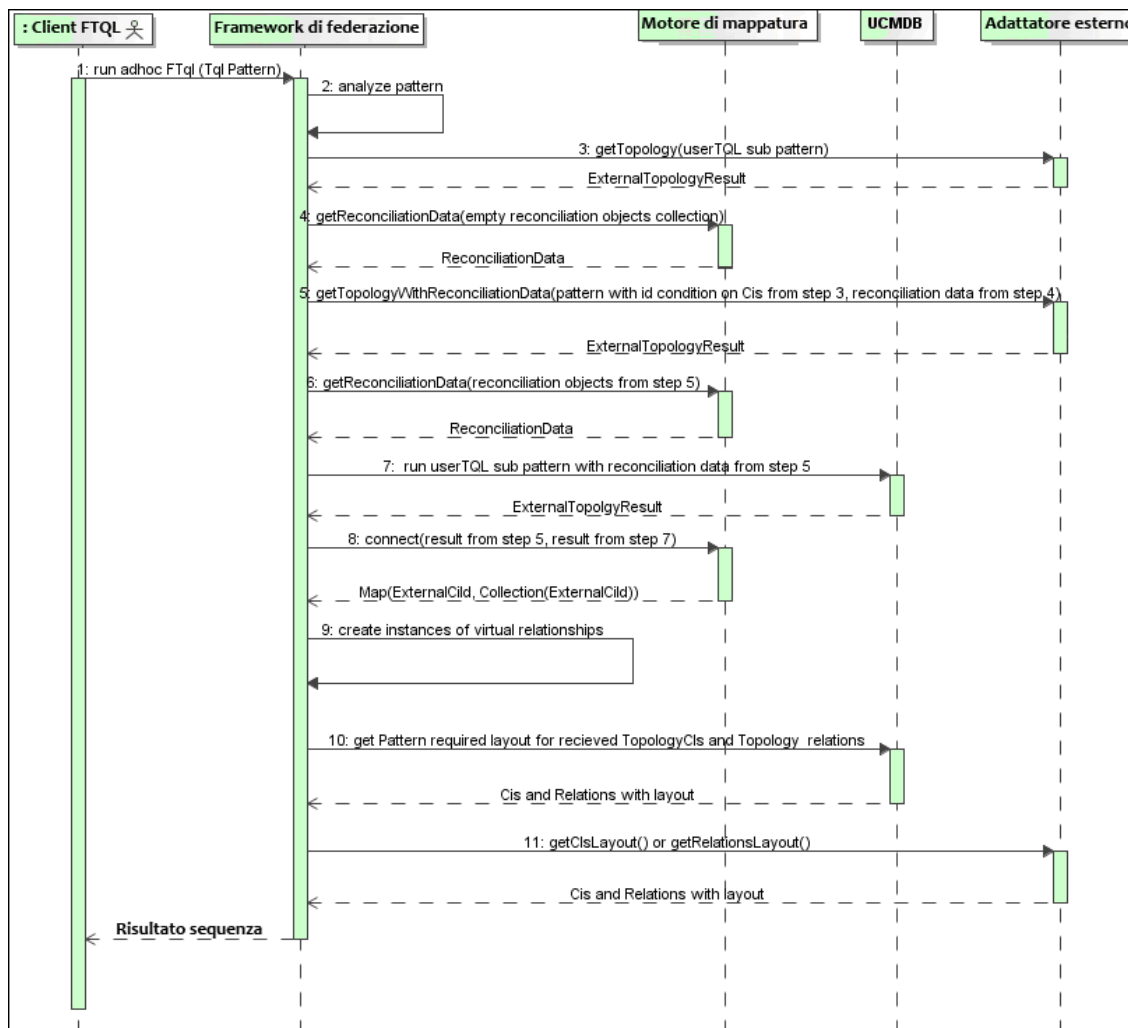 : Client FTQL
Framework di federazione
Motore di mappatura
UCMDB
Adattatore esterno
1: run adhoc FTql (Tql Pattern)
2: analyze pattern
3: getTopology(userTQL sub pattern)
ExternalTopologyResult
4: getReconciliationData(empty reconciliation objects collection)
ReconciliationData
5: getTopologyWithReconciliationData(pattern with id condition on Cis from step 3, reconciliation data from step 4)
ExternalTopologyResult
6: getReconciliationData(reconciliation objects from step 5)
ReconciliationData
7: run userTQL sub pattern with reconciliation data from step 5
ExternalTopolgyResult
8: connect(result from step 5, result from step 7)
Map(ExternalCiId, Collection(ExternalCiId))
9: create instances of virtual relationships
10: get Pattern required layout for recieved TopologyCIs and Topology relations
Cis and Relations with layout
11: getCIsLayout() or getRelationsLayout()
Cis and Relations with layout
Risultato sequenza